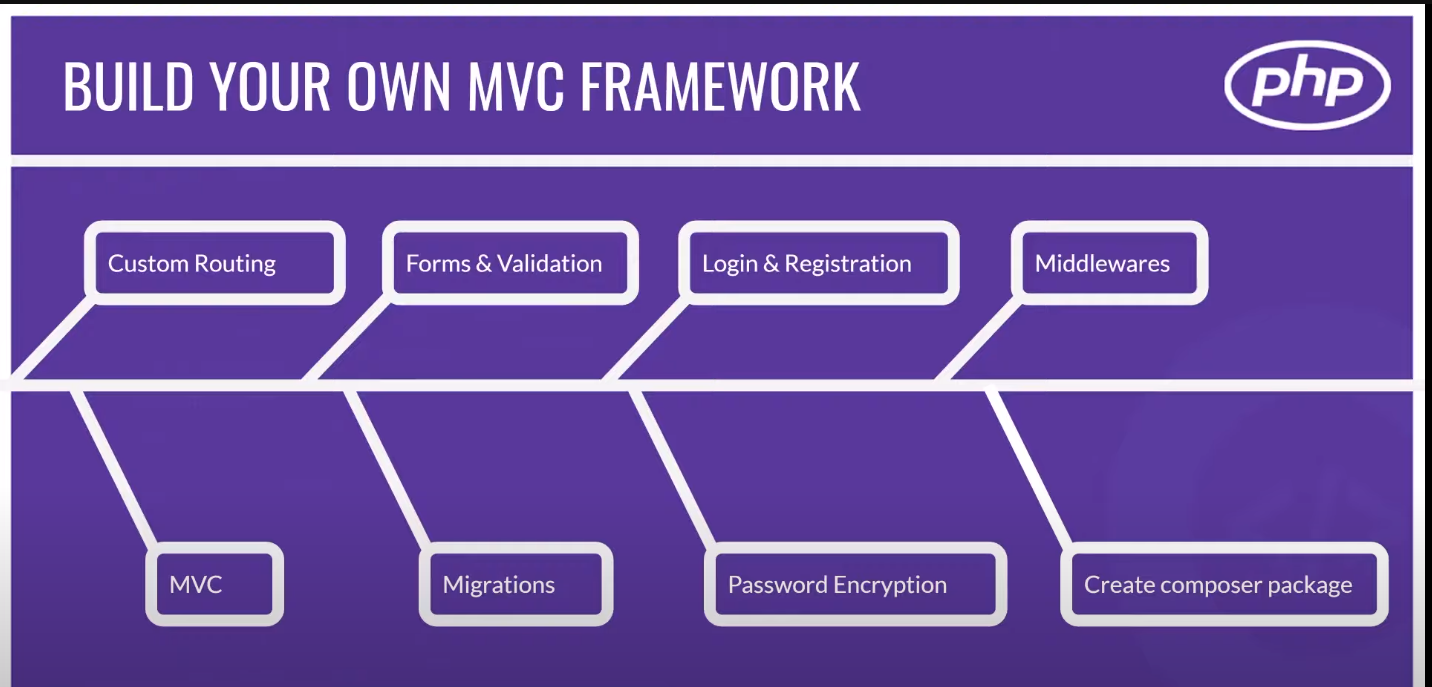 BUILD YOUR OWN MVC FRAMEWORK
php
Custom Routing
Forms & Validation
Login & Registration
Middlewares
MVC
Migrations
Password Encryption
Create composer package